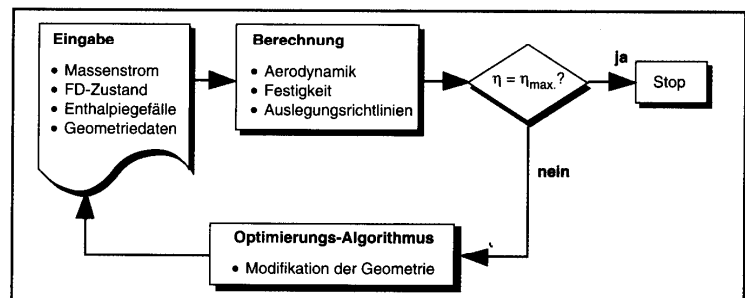 Eingabe
• Massenstrom
• FD-Zustand
• Enthalpiegefälle
• Geometriedaten
Berechnung
• Aerodynamik
• Festigkeit
• Auslegungsrichtlinien
η = ηmax.?
ja
Stop
nein
Optimierungs-Algorithmus
• Modifikation der Geometrie